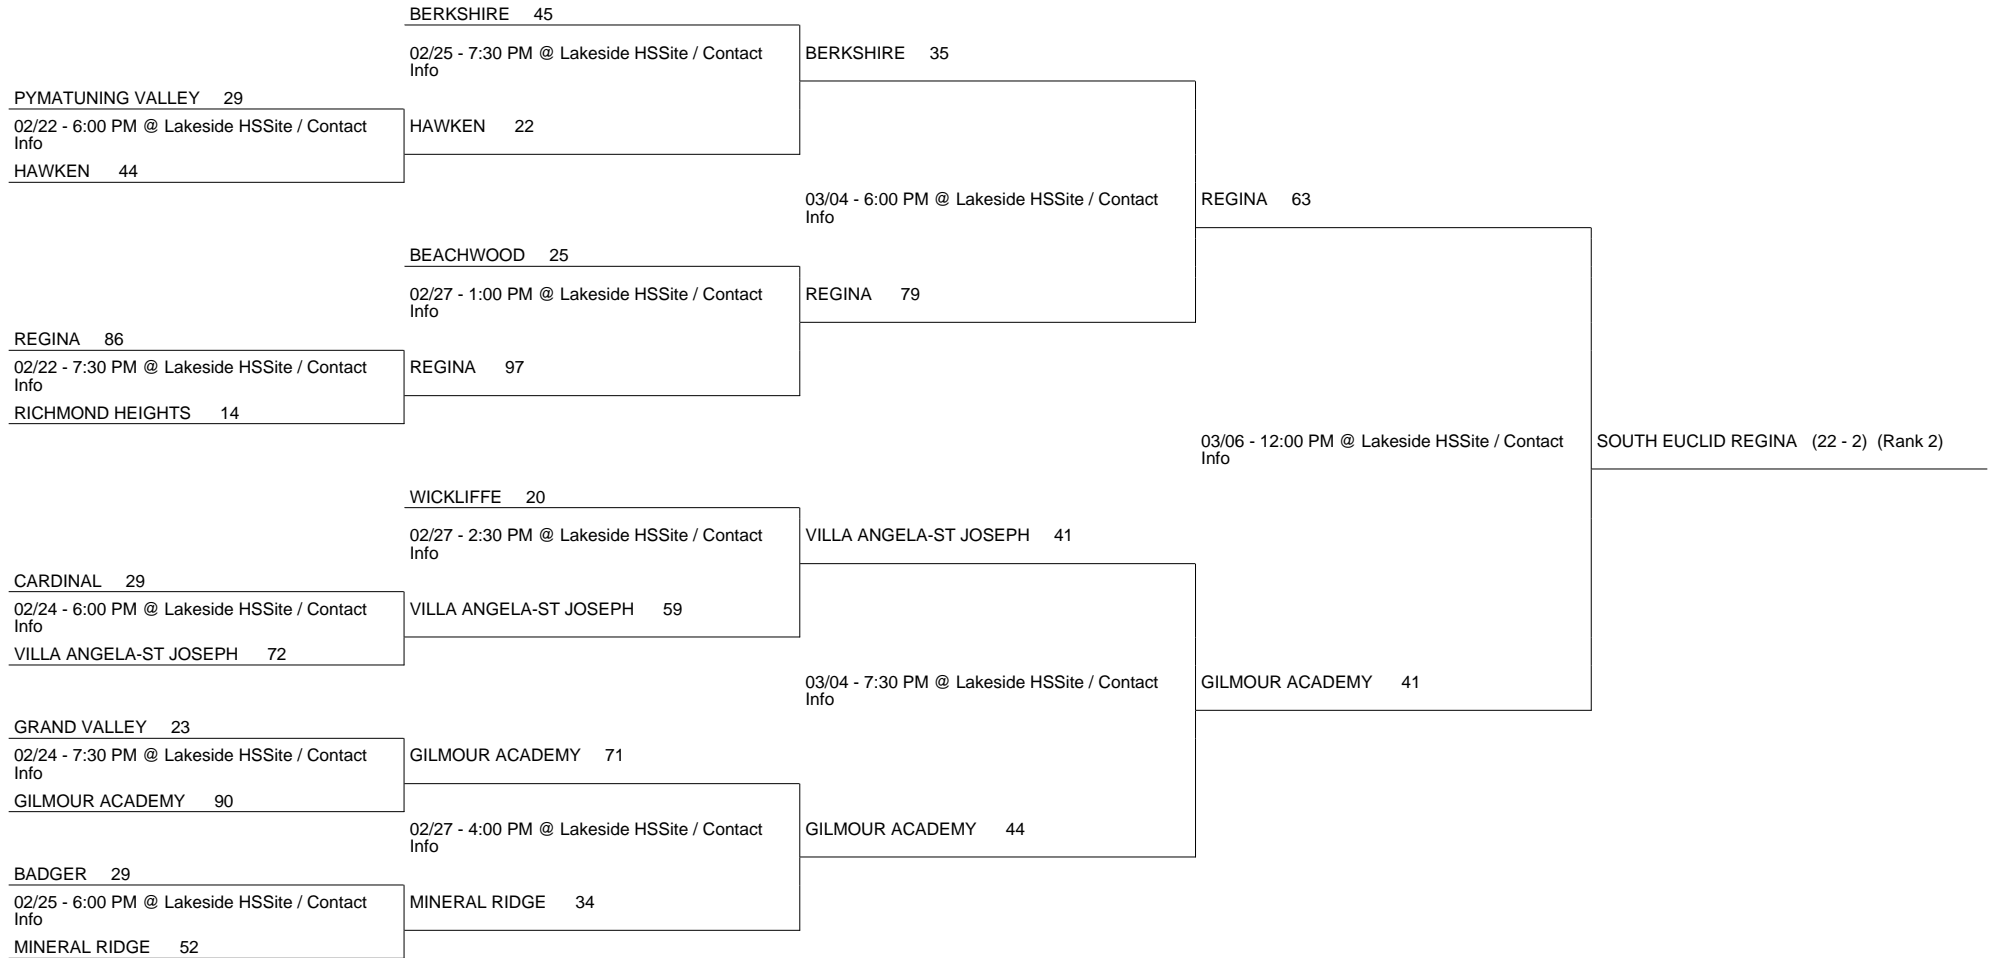 BERKSHIRE 45
02/25 - 7:30 PM @ Lakeside HSSite / Contact
Info
BERKSHIRE 35
PYMATUNING VALLEY 29
02/22 - 6:00 PM @ Lakeside HSSite / Contact
Info
HAWKEN 22
HAWKEN 44
03/04 - 6:00 PM @ Lakeside HSSite / Contact
Info
REGINA 63
BEACHWOOD 25
02/27 - 1:00 PM @ Lakeside HSSite / Contact
Info
REGINA 79
REGINA 86
02/22 - 7:30 PM @ Lakeside HSSite / Contact
Info
REGINA 97
RICHMOND HEIGHTS 14
03/06 - 12:00 PM @ Lakeside HSSite / Contact
Info
SOUTH EUCLID REGINA (22 - 2) (Rank 2)
WICKLIFFE 20
02/27 - 2:30 PM @ Lakeside HSSite / Contact
Info
VILLA ANGELA-ST JOSEPH 41
CARDINAL 29
02/24 - 6:00 PM @ Lakeside HSSite / Contact
Info
VILLA ANGELA-ST JOSEPH 59
VILLA ANGELA-ST JOSEPH 72
03/04 - 7:30 PM @ Lakeside HSSite / Contact
Info
GILMOUR ACADEMY 41
GRAND VALLEY 23
02/24 - 7:30 PM @ Lakeside HSSite / Contact
Info
GILMOUR ACADEMY 71
GILMOUR ACADEMY 90
02/27 - 4:00 PM @ Lakeside HSSite / Contact
Info
GILMOUR ACADEMY 44
BADGER 29
02/25 - 6:00 PM @ Lakeside HSSite / Contact
Info
MINERAL RIDGE 34
MINERAL RIDGE 52